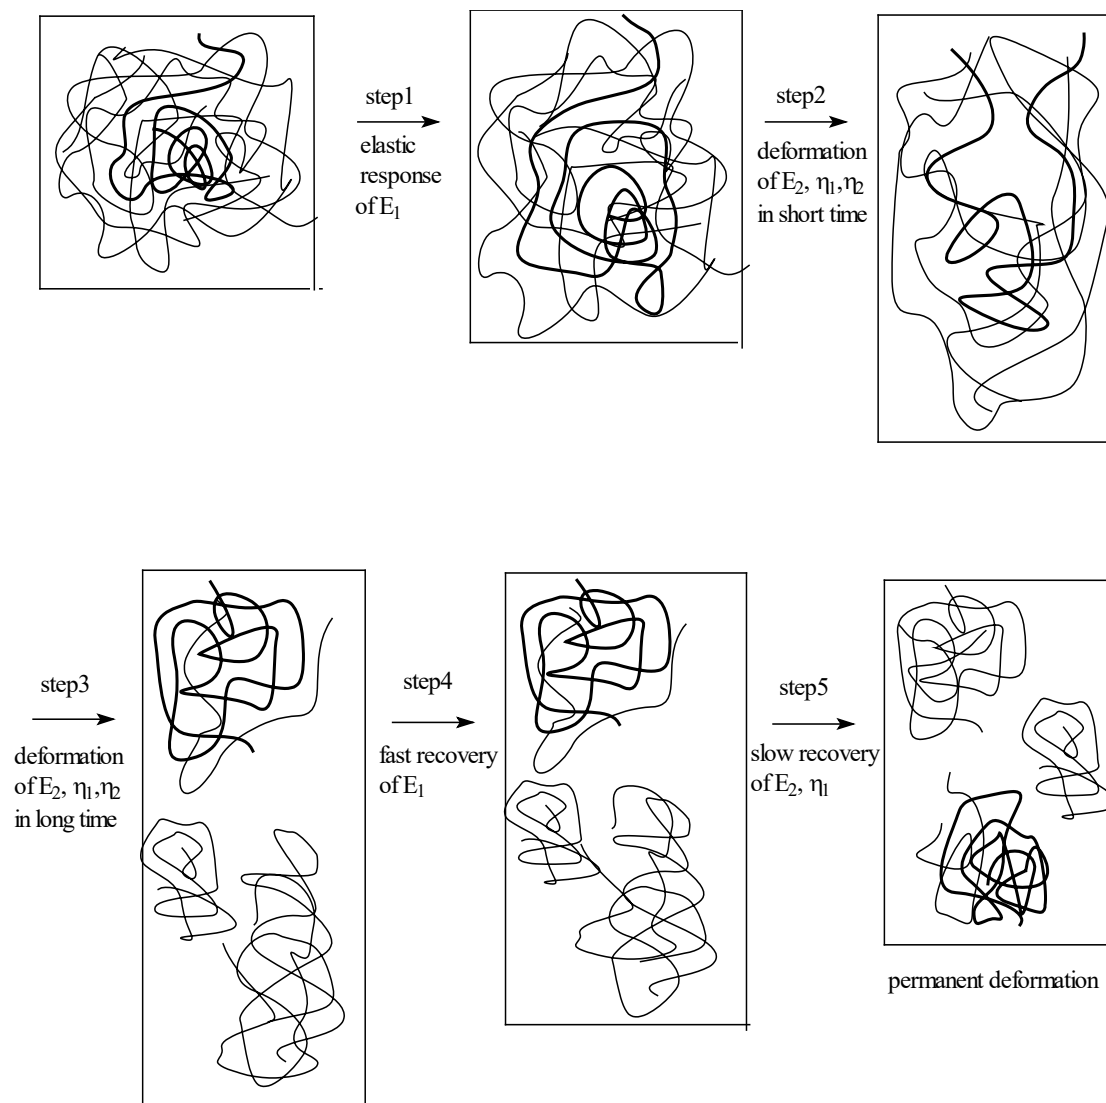 step1
elastic
response
of E₁
step2
deformation
of E₂, η₁,η₂
in short time
step3
deformation
of E₂, η₁,η₂
in long time
step4
fast recovery
of E₁
step5
slow recovery
of E₂, η₁
permanent deformation